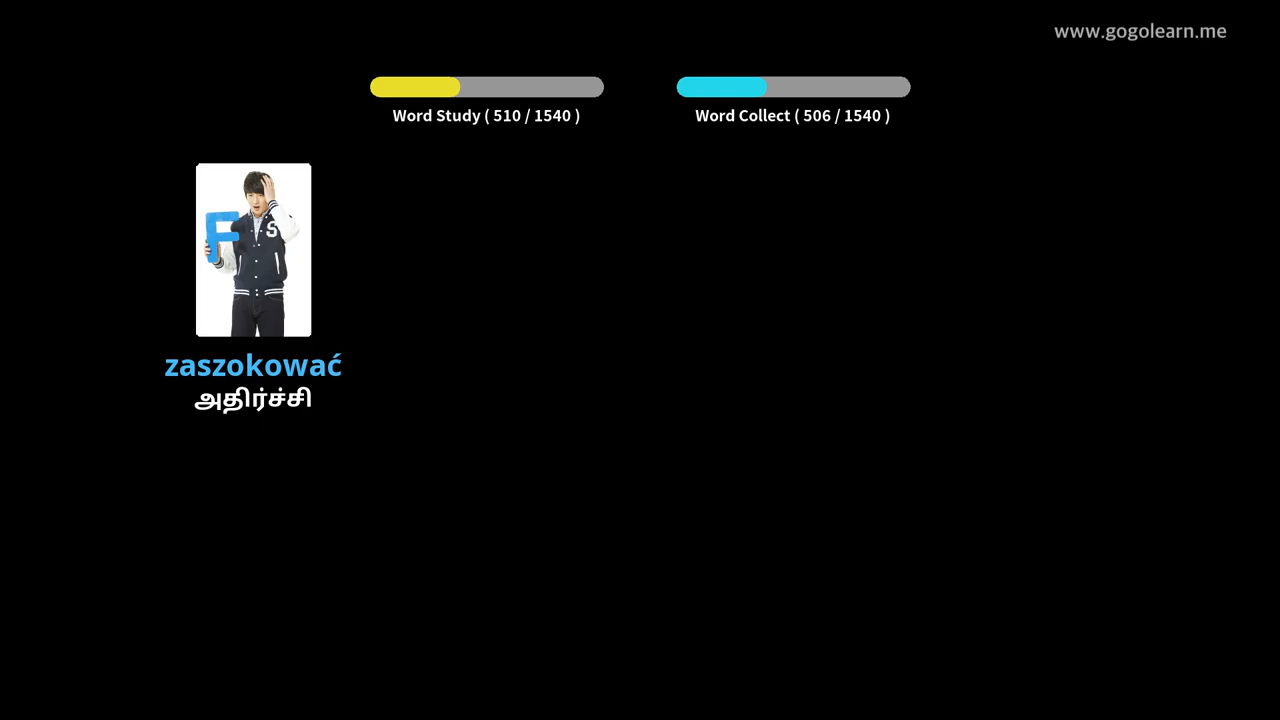 www.gogolearn.me
Word Study ( 510 / 1540 )
Word Collect ( 506 / 1540 )
F
S
zaszokować
அதிர்ச்சி